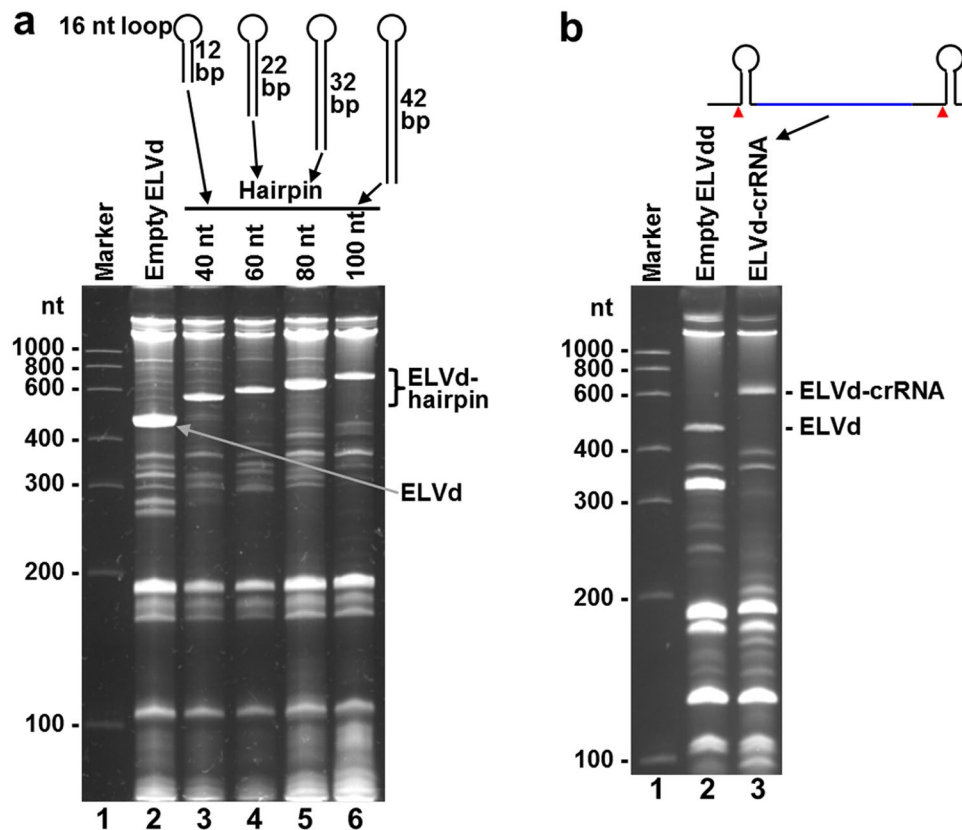 a
16 nt loop
12
bp
22
bp
32
bp
42
bp
Hairpin
Marker
Empty ELVd
40 nt
60 nt
80 nt
100 nt
nt
1000 -
800 -
600 -
400 -
300 -
200 -
100 -
ELVd-
hairpin
ELVd
1 2 3 4 5 6
b
Marker
Empty ELVdd
ELVd-crRNA
nt
1000 -
800 -
600 -
400 -
300 -
200 -
100 -
- ELVd-crRNA
- ELVd
1 2 3